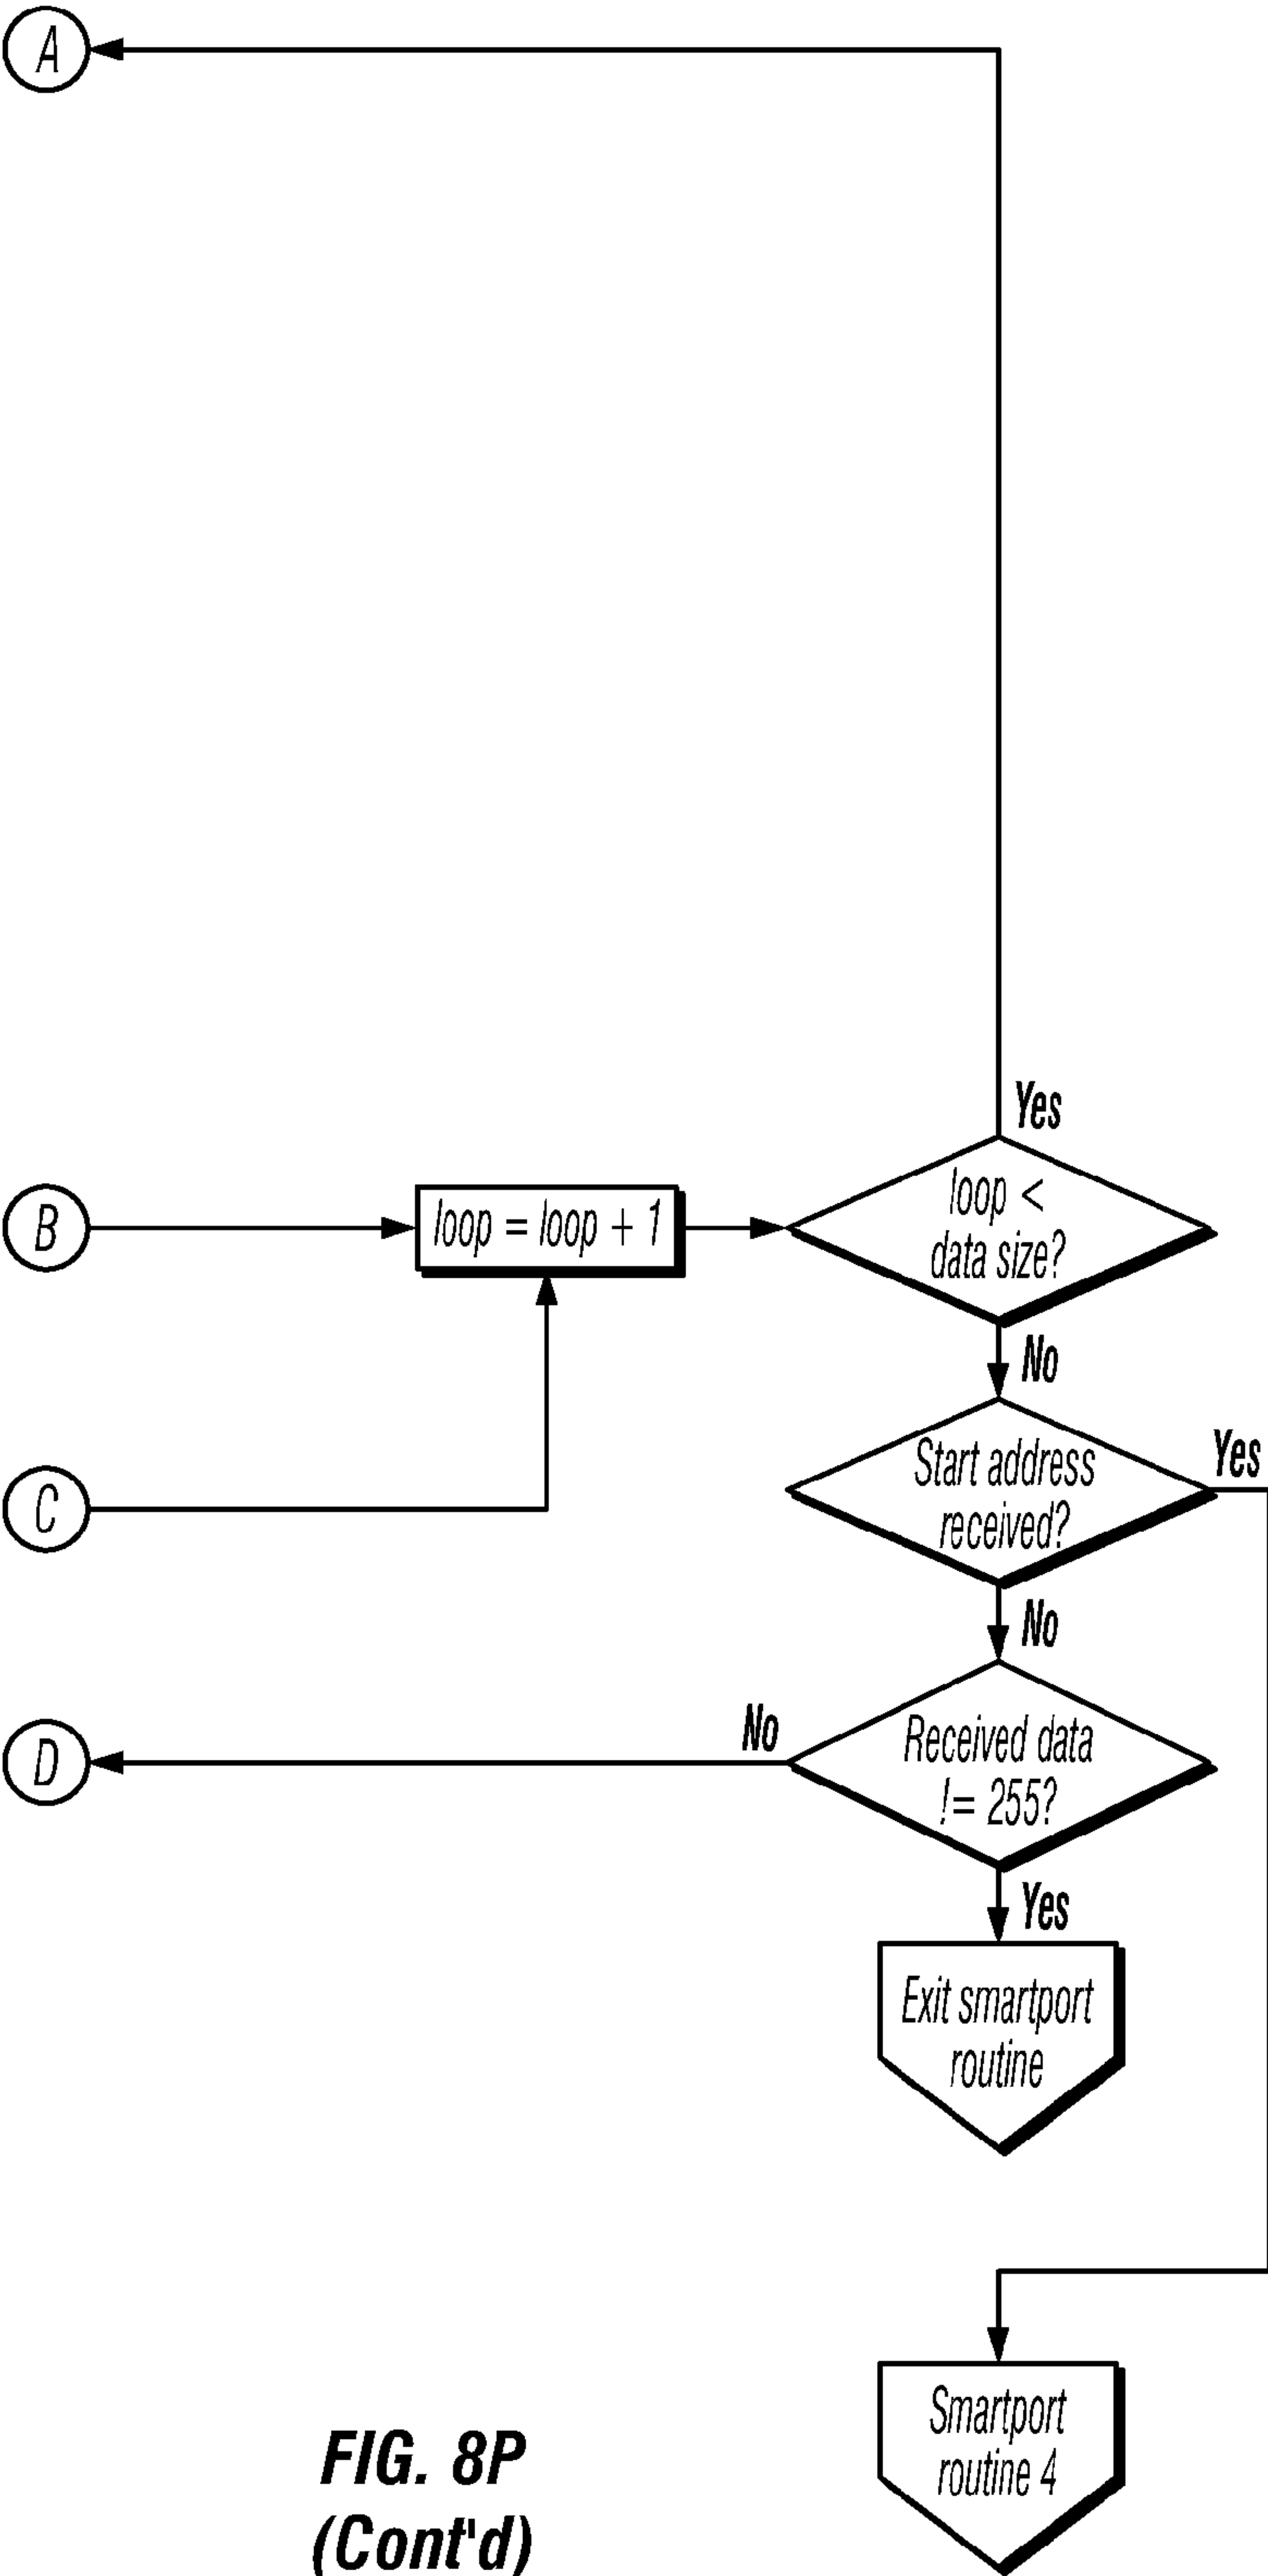 A
Yes
B
loop = loop + 1
loop <
data size?
No
C
Start address
received?
Yes
No
D
No
Received data
!= 255?
Yes
Exit smartport
routine
Smartport
routine 4
FIG. 8P
(Cont'd)